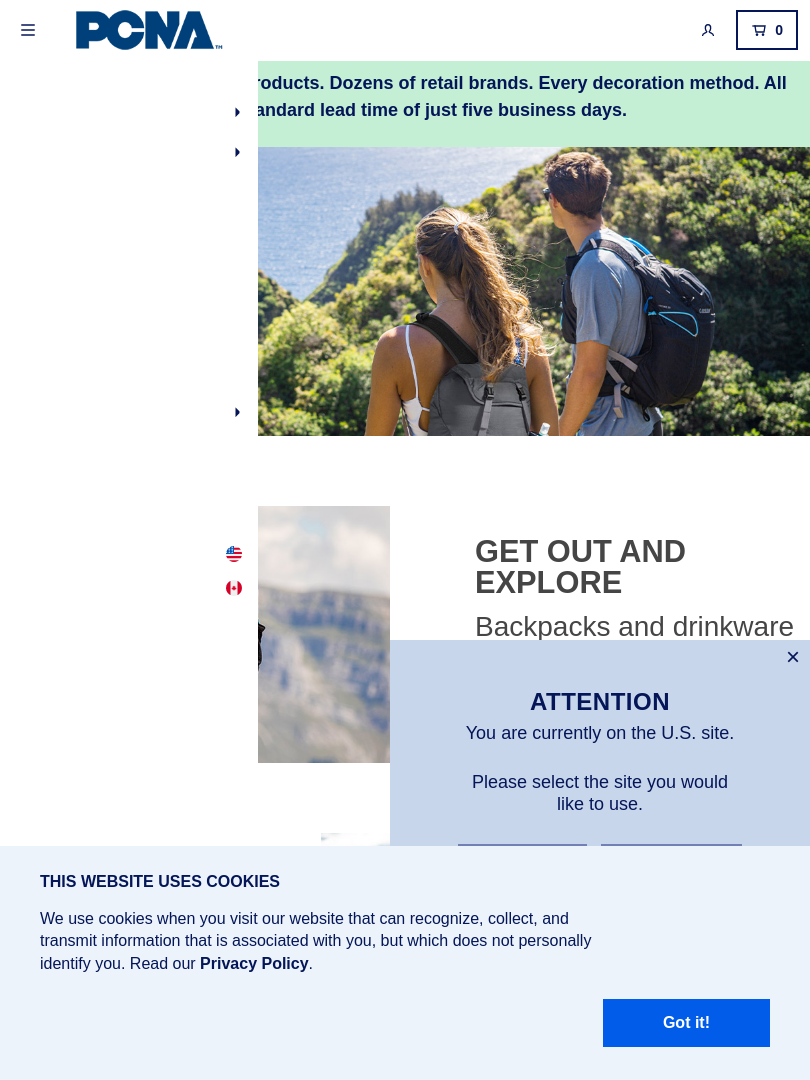 PCNA™
0
roducts. Dozens of retail brands. Every decoration method. All
andard lead time of just five business days.
GET OUT AND
EXPLORE
Backpacks and drinkware
ATTENTION
You are currently on the U.S. site.
Please select the site you would
like to use.
THIS WEBSITE USES COOKIES
We use cookies when you visit our website that can recognize, collect, and
transmit information that is associated with you, but which does not personally
identify you. Read our Privacy Policy.
Got it!